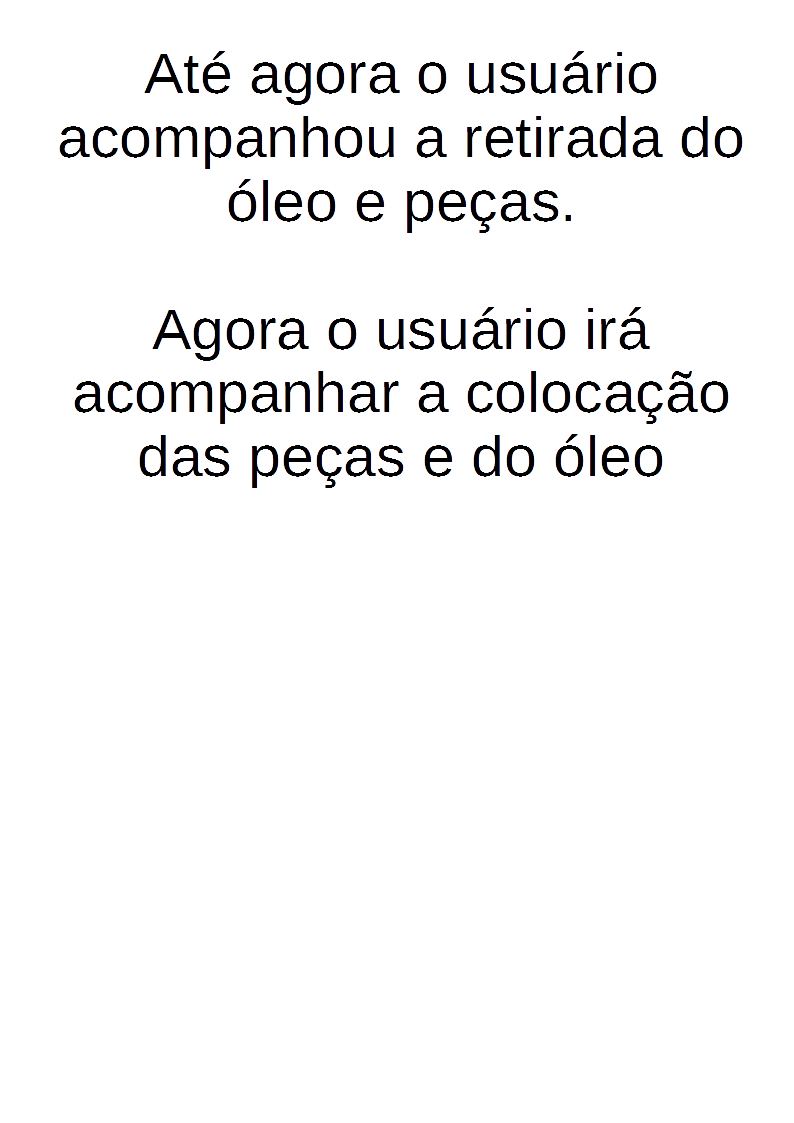 Até agora o usuário
acompanhou a retirada do
óleo e peças.
Agora o usuário irá
acompanhar a colocação
das peças e do óleo